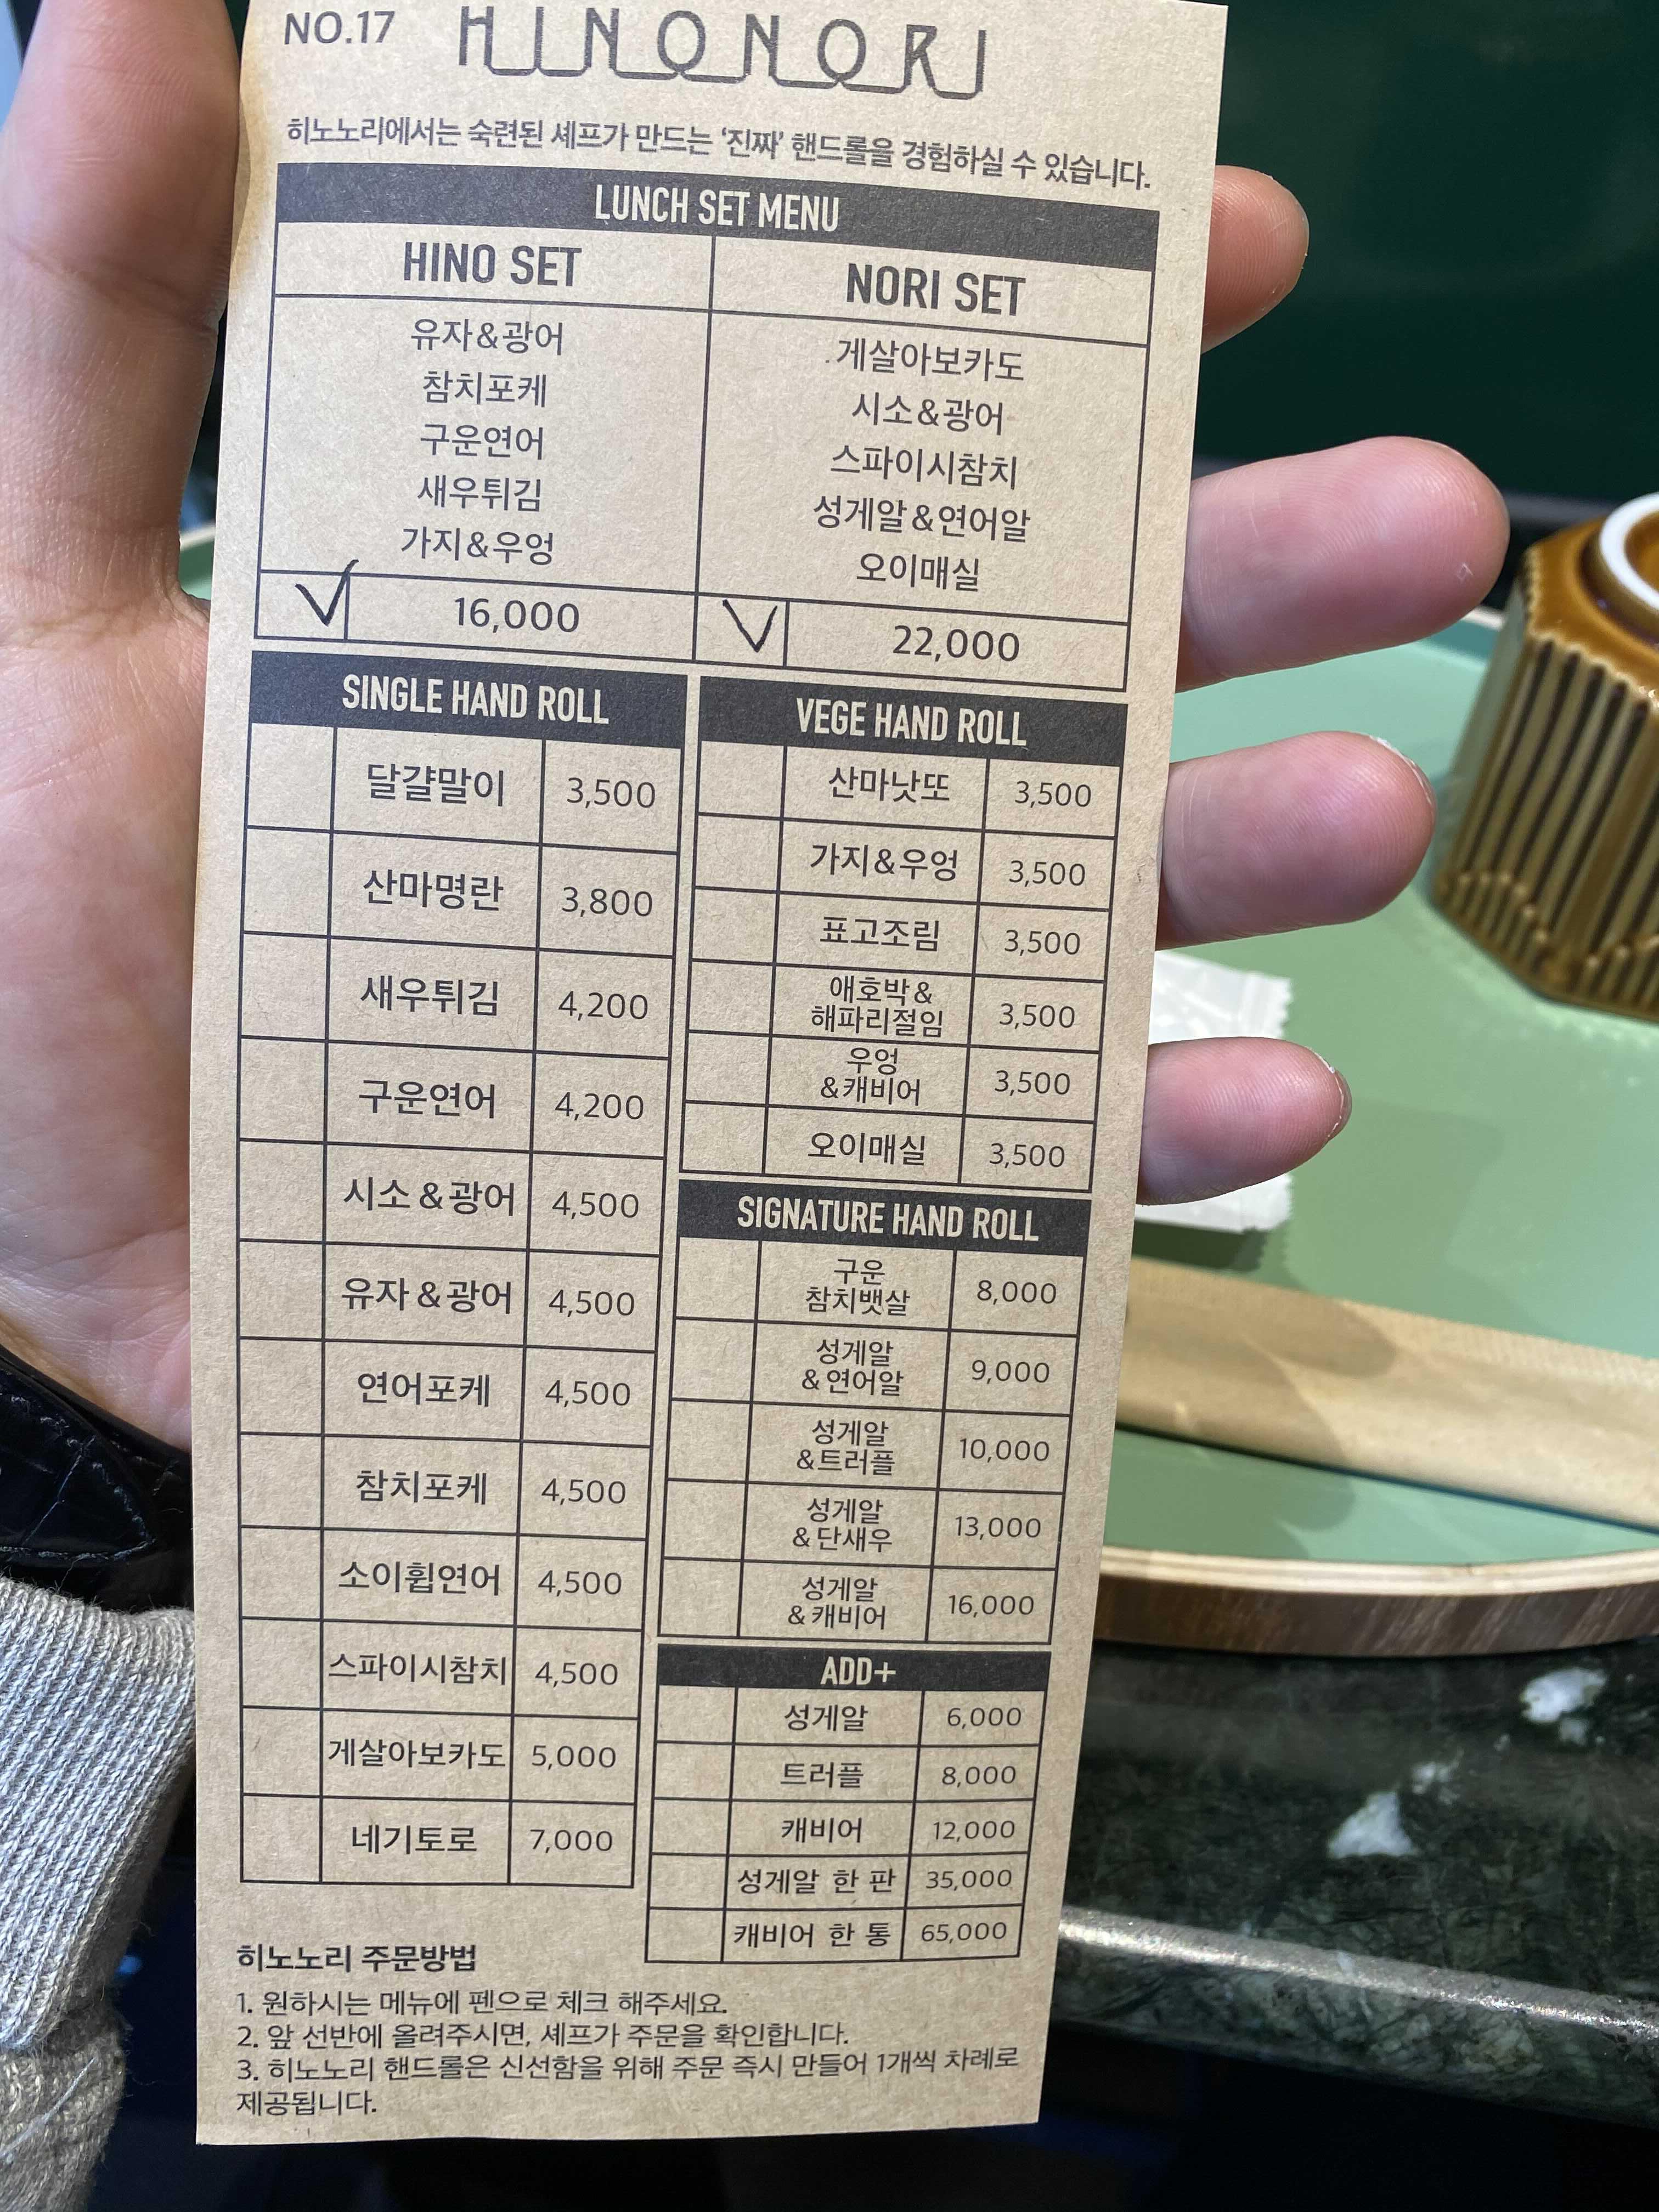 NO.17
HINONORI
히노노리에서는 숙련된 셰프가 만드는 '진짜' 핸드롤을 경험하실 수 있습니다.
LUNCH SET MENU
HINO SET
유자&광어
참치포케
구운연어
새우튀김
가지&우엉
16,000
NORI SET
게살아보카도
시소&광어
스파이시참치
성게알&연어알
오이매실
22,000
SINGLE HAND ROLL
달걀말이 3,500
산마명란 3,800
새우튀김 4,200
구운연어 4,200
시소&광어 4,500
유자&광어 4,500
연어포케 4,500
참치포케 4,500
소이휩연어 4,500
스파이시참치 4,500
게살아보카도 5,000
네기토로 7,000
VEGE HAND ROLL
산마낫또 3,500
가지&우엉 3,500
표고조림 3,500
애호박&
해파리절임 3,500
우엉
&캐비어 3,500
오이매실 3,500
SIGNATURE HAND ROLL
구운
참치뱃살 8,000
성게알
&연어알 9,000
성게알
&트러플 10,000
성게알
&단새우 13,000
성게알
&캐비어 16,000
ADD+
성게알 6,000
트러플 8,000
캐비어 12,000
성게알 한 판 35,000
캐비어 한 통 65,000
히노노리 주문방법
1. 원하시는 메뉴에 펜으로 체크 해주세요.
2. 앞 선반에 올려주시면, 셰프가 주문을 확인합니다.
3. 히노노리 핸드롤은 신선함을 위해 주문 즉시 만들어 1개씩 차례로
제공됩니다.